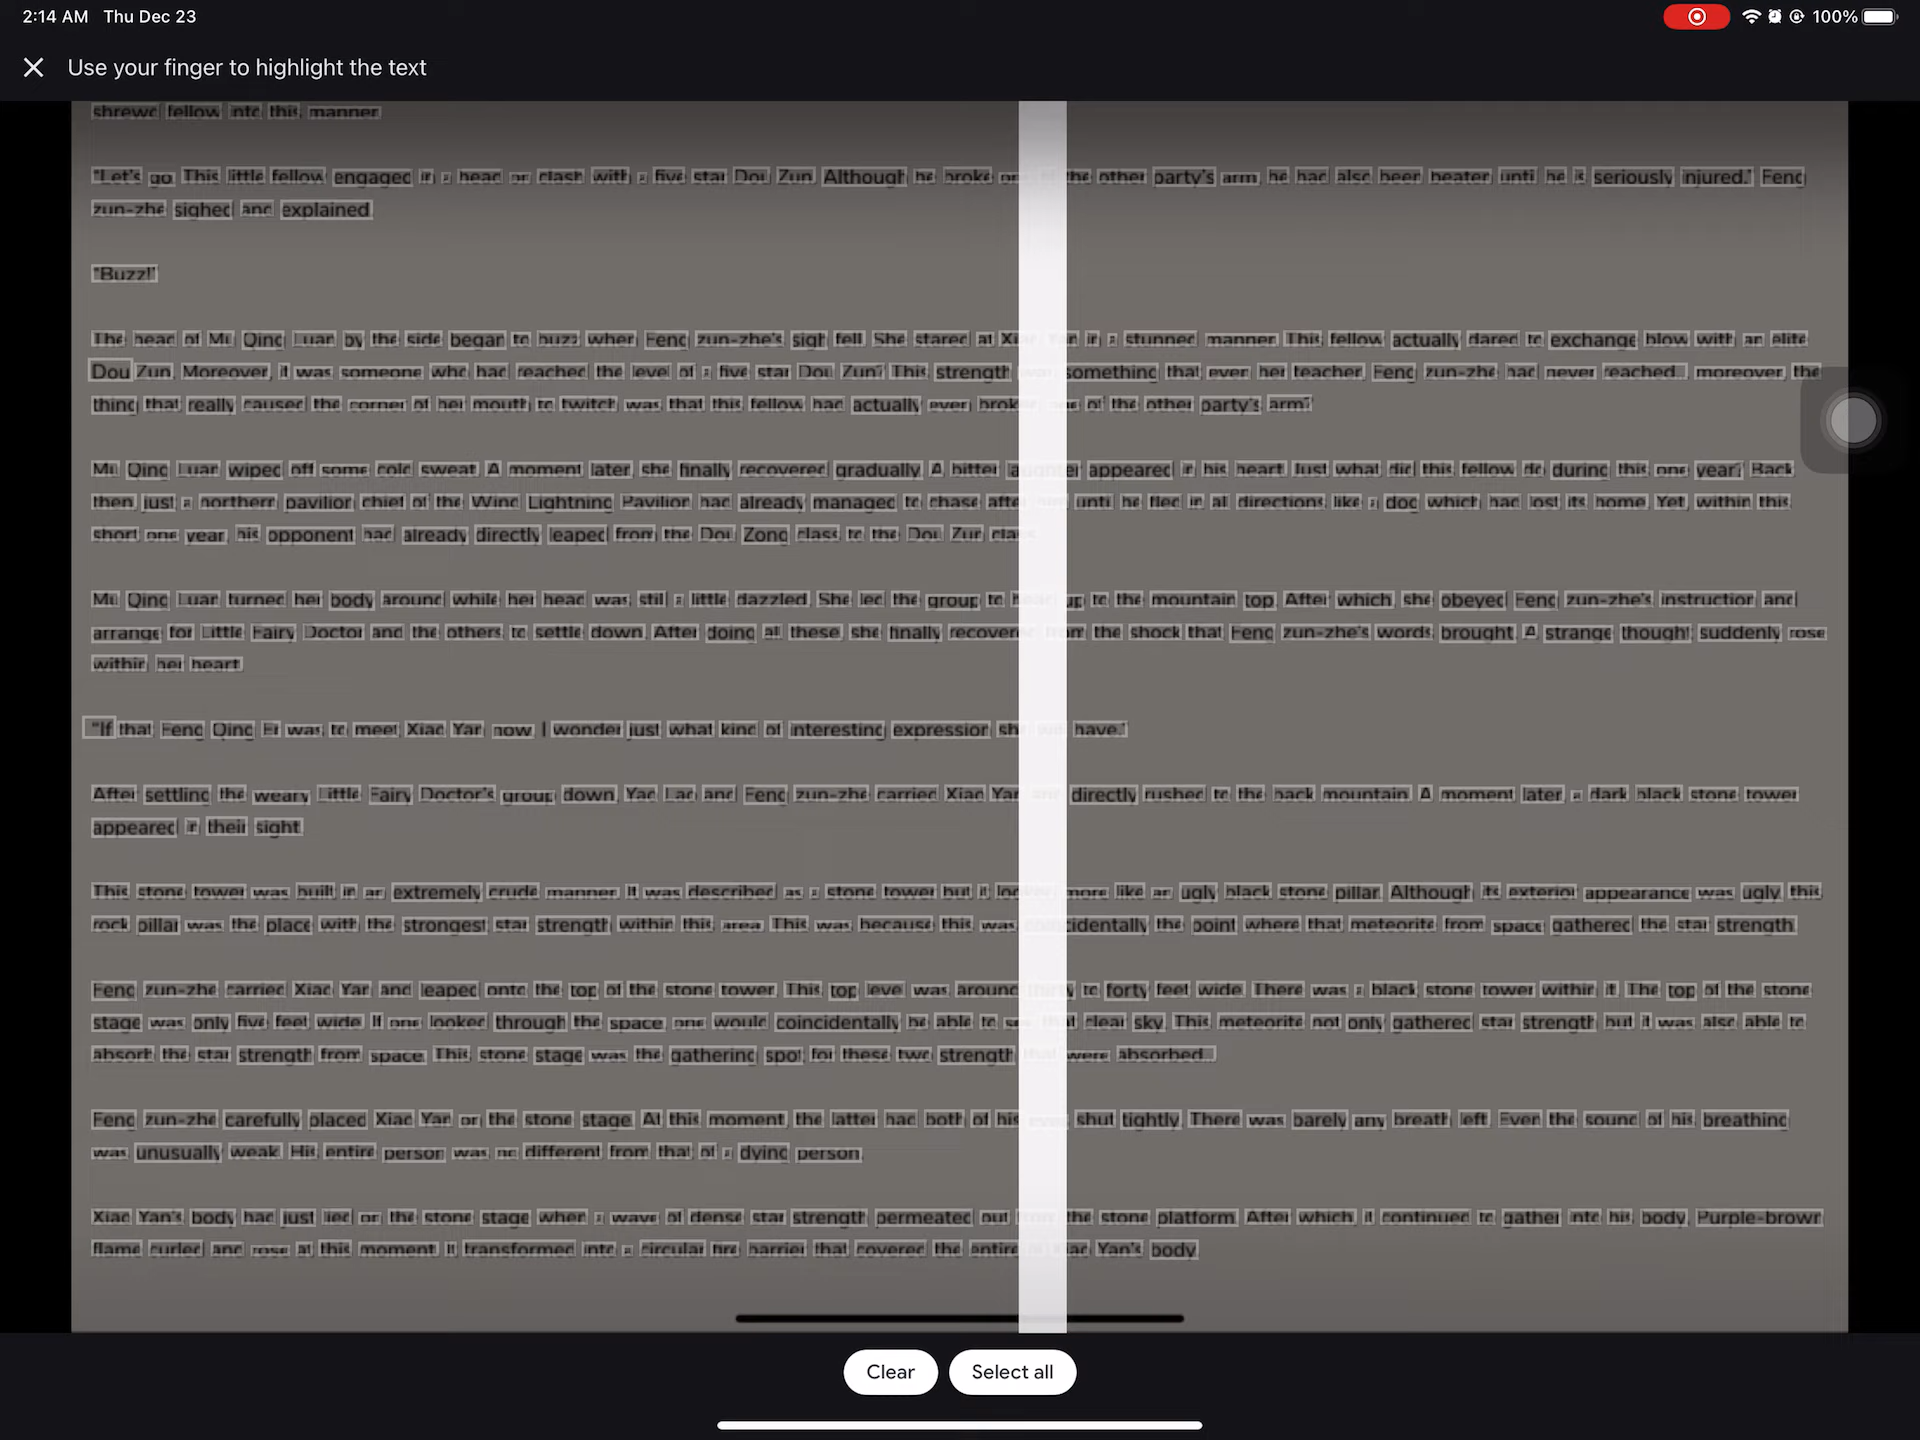 2:14 AM Thu Dec 23
100%
Use your finger to highlight the text
shrewd fellow into this manner.
"Let's go. This little fellow engaged in a head on clash with a five star Dou Zun. Although he broke one of the other party's arm, he had also been beaten until he is seriously injured." Feng
zun-zhe sighed and explained.
"Buzz!"
The head of Mu Qing Luan by the side began to buzz when Feng zun-zhe's sigh fell. She stared at Xiao Yan in a stunned manner. This fellow actually dared to exchange blow with an elite
Dou Zun. Moreover, it was someone who had reached the level of a five star Dou Zun? This strength was something that even her teacher, Feng zun-zhe had never reached... moreover, the
thing that really caused the corner of her mouth to twitch was that this fellow had actually even broken one of the other party's arm?
Mu Qing Luan wiped off some cold sweat. A moment later, she finally recovered gradually. A bitter laughter appeared in his heart. Just what did this fellow do during this one year? Back
then, just a northern pavilion chief of the Wind Lightning Pavilion had already managed to chase after until he fled in all directions like a dog which had lost its home. Yet, within this
short one year, his opponent had already directly leaped from the Dou Zong class to the Dou Zun class.
Mu Qing Luan turned her body around while her head was still a little dazzled. She led the group to head up to the mountain top. After which, she obeyed Feng zun-zhe's instruction and
arrange for Little Fairy Doctor and the others to settle down. After doing all these, she finally recovered from the shock that Feng zun-zhe's words brought. A strange thought suddenly rose
within her heart.
"If that Feng Qing Er was to meet Xiao Yan now, I wonder just what kind of interesting expression she will have."
After settling the weary Little Fairy Doctor's group down, Yao Lao and Feng zun-zhe carried Xiao Yan and directly rushed to the back mountain. A moment later, a dark black stone tower
appeared in their sight.
This stone tower was built in an extremely crude manner. It was described as a stone tower but it looked more like an ugly black stone pillar. Although its exterior appearance was ugly, this
rock pillar was the place with the strongest star strength within this area. This was because this was coincidentally the point where that meteorite from space gathered the star strength.
Feng zun-zhe carried Xiao Yan and leaped onto the top of the stone tower. This top level was around thirty to forty feet wide. There was a black stone tower within it. The top of the stone
stage was only five feet wide. If one looked through the space, one would coincidentally be able to see that clear sky. This meteorite not only gathered star strength but it was also able to
absorb the star strength from space. This stone stage was the gathering spot for these two strength that were absorbed...
Feng zun-zhe carefully placed Xiao Yan on the stone stage. At this moment, the latter had both of his eyes shut tightly. There was barely any breath left. Even the sound of his breathing
was unusually weak. His entire person was no different from that of a dying person.
Xiao Yan's body had just lied on the stone stage when a wave of dense star strength permeated out from the stone platform. After which, it continued to gather into his body. Purple-brown
flame curled and rose at this moment. It transformed into a circular fire barrier that covered the entire of Xiao Yan's body.
Clear Select all